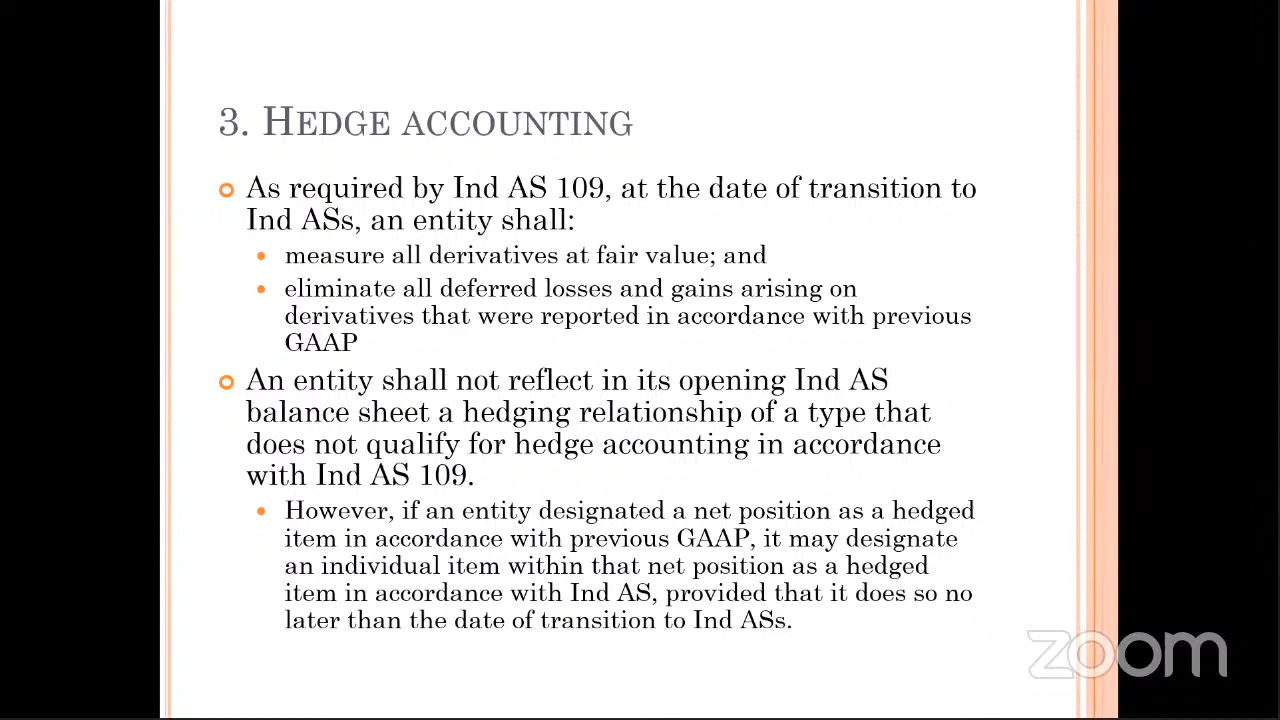 3. HEDGE ACCOUNTING
As required by Ind AS 109, at the date of transition to
Ind ASs, an entity shall:
measure all derivatives at fair value; and
eliminate all deferred losses and gains arising on
derivatives that were reported in accordance with previous
GAAP
An entity shall not reflect in its opening Ind AS
balance sheet a hedging relationship of a type that
does not qualify for hedge accounting in accordance
with Ind AS 109.
However, if an entity designated a net position as a hedged
item in accordance with previous GAAP, it may designate
an individual item within that net position as a hedged
item in accordance with Ind AS, provided that it does so no
later than the date of transition to Ind ASs.
zoom